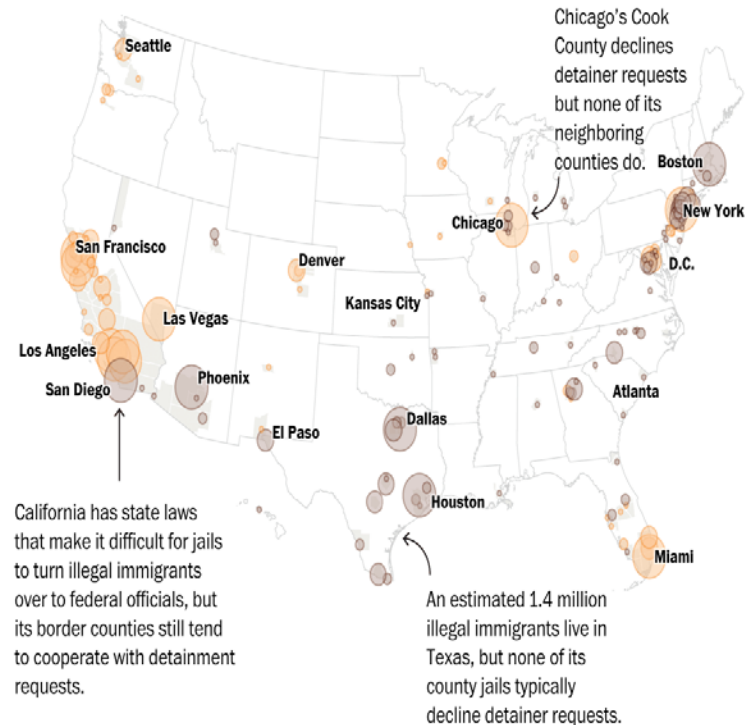 Chicago’s Cook
County declines
detainer requests
but none of its
neighboring
counties do.
Seattle
Boston
Chicago
New York
San Francisco
Denver
D.C.
Kansas City
Las Vegas
Los Angeles
San Diego
Phoenix
Atlanta
Dallas
El Paso
Houston
Miami
California has state laws
that make it difficult for jails
to turn illegal immigrants
over to federal officials, but
its border counties still tend
to cooperate with detainment
requests.
An estimated 1.4 million
illegal immigrants live in
Texas, but none of its
county jails typically
decline detainer requests.